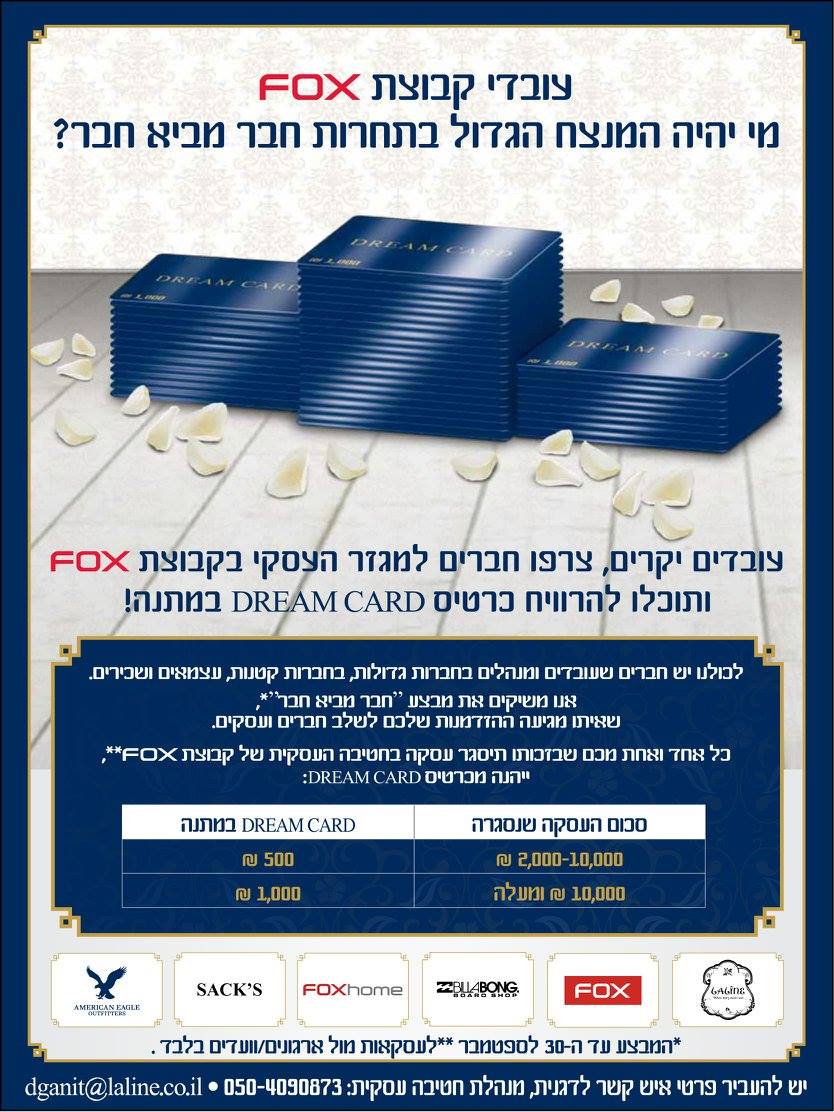 עובדי קבוצת FOX
מי יהיה המנצח הגדול בתחרות חבר מביא חבר?
DREAM CARD
₪ 1,000
DREAM CARD
₪ 1,000
DREAM CARD
₪ 1,000
עובדים יקרים, צרפו חברים למגזר העסקי בקבוצת FOX
ותוכלו להרוויח כרטיס DREAM CARD במתנה!
לכולנו יש חברים שעובדים ומנהלים בחברות גדולות, בחברות קטנות, עצמאים ושכירים.
אנו משיקים את מבצע "חבר מביא חבר"*,
שאיתו מגיעה ההזדמנות שלכם לשלב חברים ועסקים.
כל אחד ואחת מכם שבזכותו תיסגר עסקה בחטיבה העסקית של קבוצת FOX**,
ייהנה מכרטיס DREAM CARD:
סכום העסקה שנסגרה DREAM CARD במתנה
2,000-10,000 ₪ 500 ₪
10,000 ₪ ומעלה 1,000 ₪
LALINE
FOX
BILLABONG
BOARD SHOP
FOXhome
SACK'S
AMERICAN EAGLE
OUTFITTERS
*המבצע עד ה-30 לספטמבר **לעסקאות מול ארגונים/וועדים בלבד.
יש להעביר פרטי איש קשר לדגנית, מנהלת חטיבה עסקית: 050-4090873 • dganit@laline.co.il